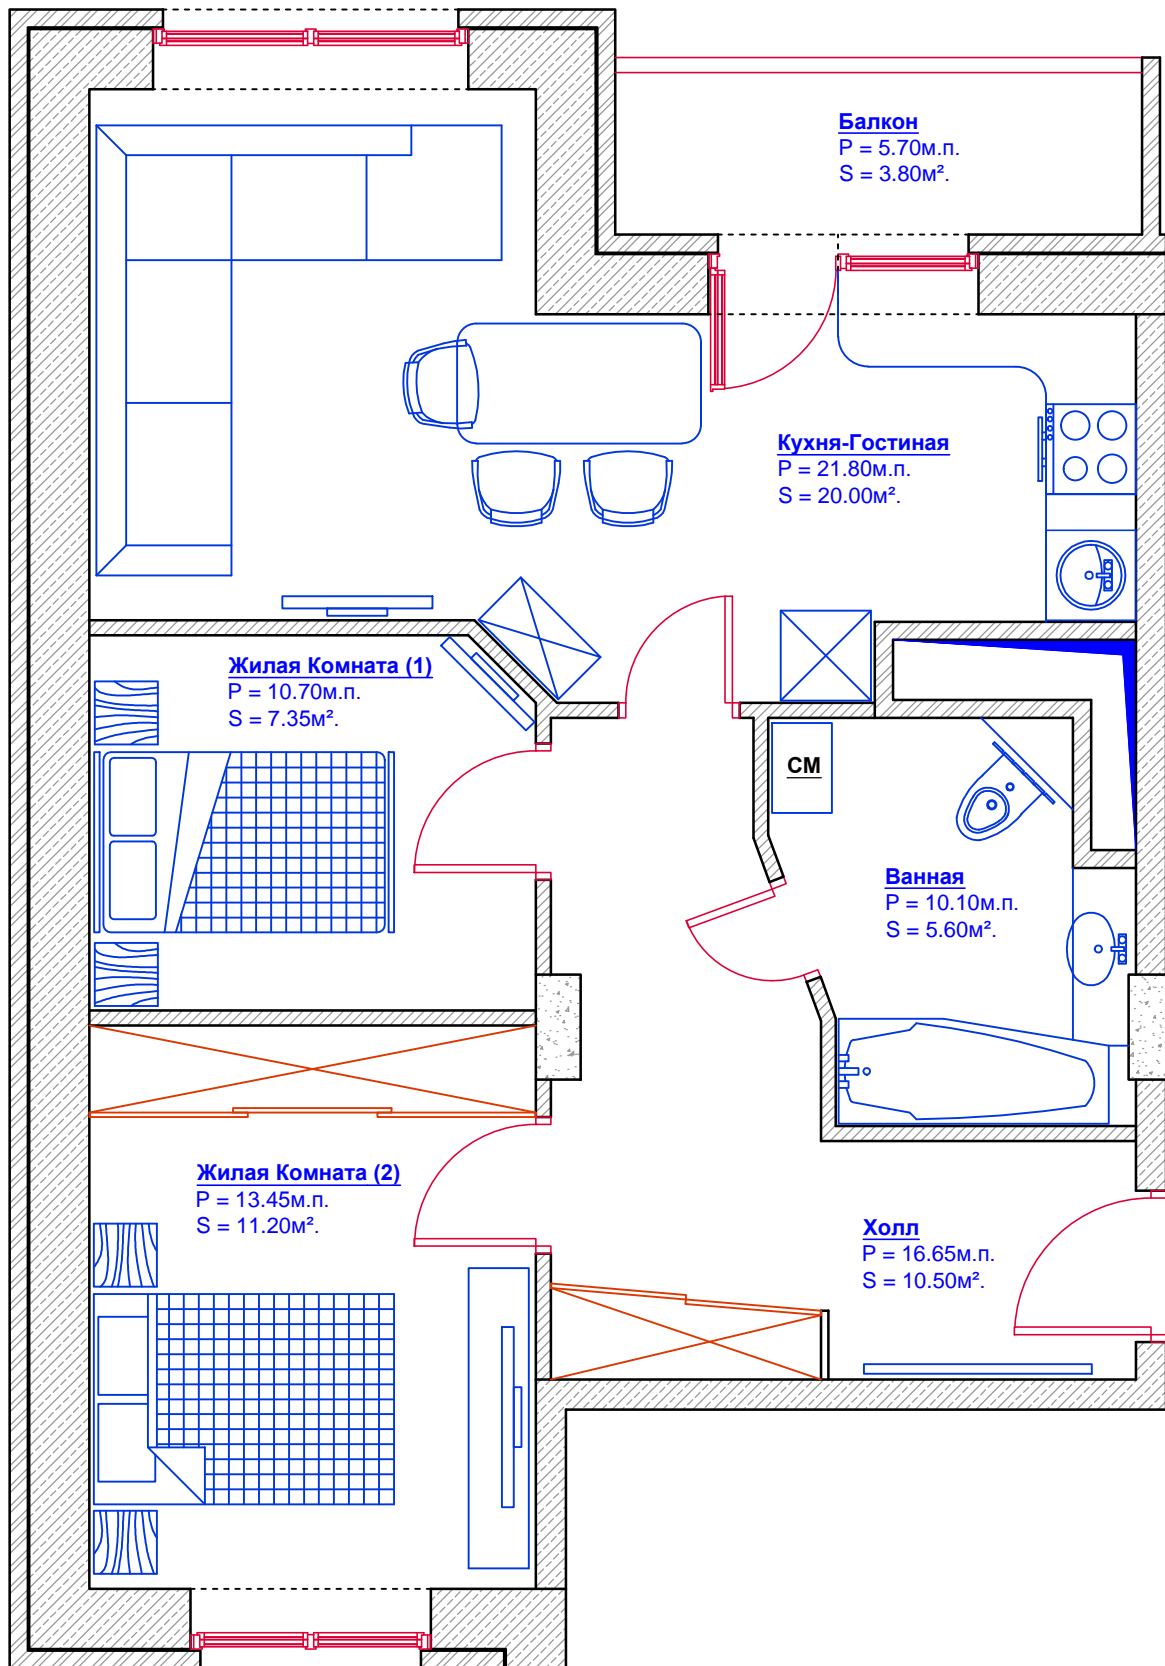 Балкон
P = 5.70м.п.
S = 3.80м².
Кухня-Гостиная
P = 21.80м.п.
S = 20.00м².
Жилая Комната (1)
P = 10.70м.п.
S = 7.35м².
СМ
Ванная
P = 10.10м.п.
S = 5.60м².
Жилая Комната (2)
P = 13.45м.п.
S = 11.20м².
Холл
P = 16.65м.п.
S = 10.50м².